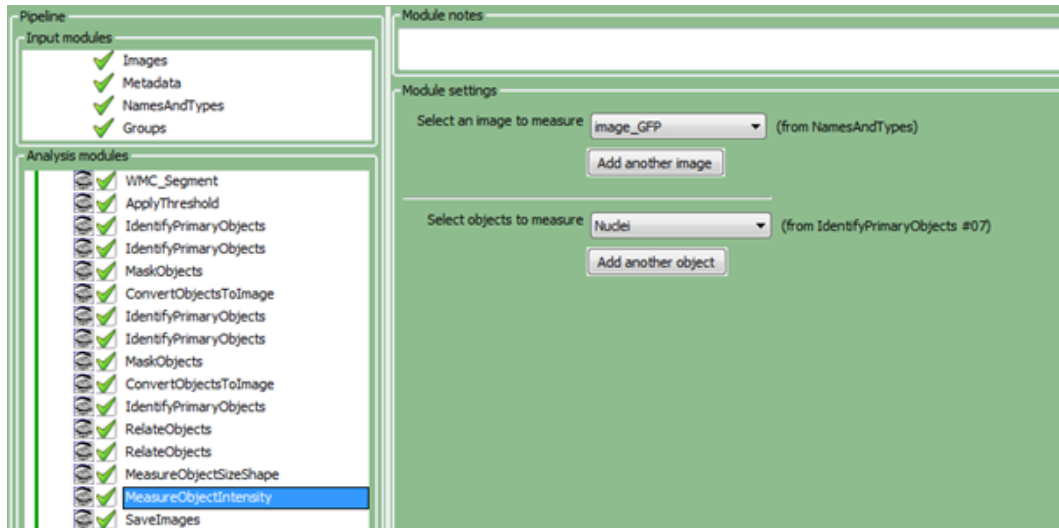 Pipeline
Input modules
Images
Metadata
NamesAndTypes
Groups
Analysis modules
WMC_Segment
ApplyThreshold
IdentifyPrimaryObjects
IdentifyPrimaryObjects
MaskObjects
ConvertObjectsToImage
IdentifyPrimaryObjects
IdentifyPrimaryObjects
MaskObjects
ConvertObjectsToImage
IdentifyPrimaryObjects
RelateObjects
RelateObjects
MeasureObjectSizeShape
MeasureObjectIntensity
SaveImages
Module notes
Module settings
Select an image to measure image_GFP (from NamesAndTypes)
Add another image
Select objects to measure Nuclei (from IdentifyPrimaryObjects #07)
Add another object